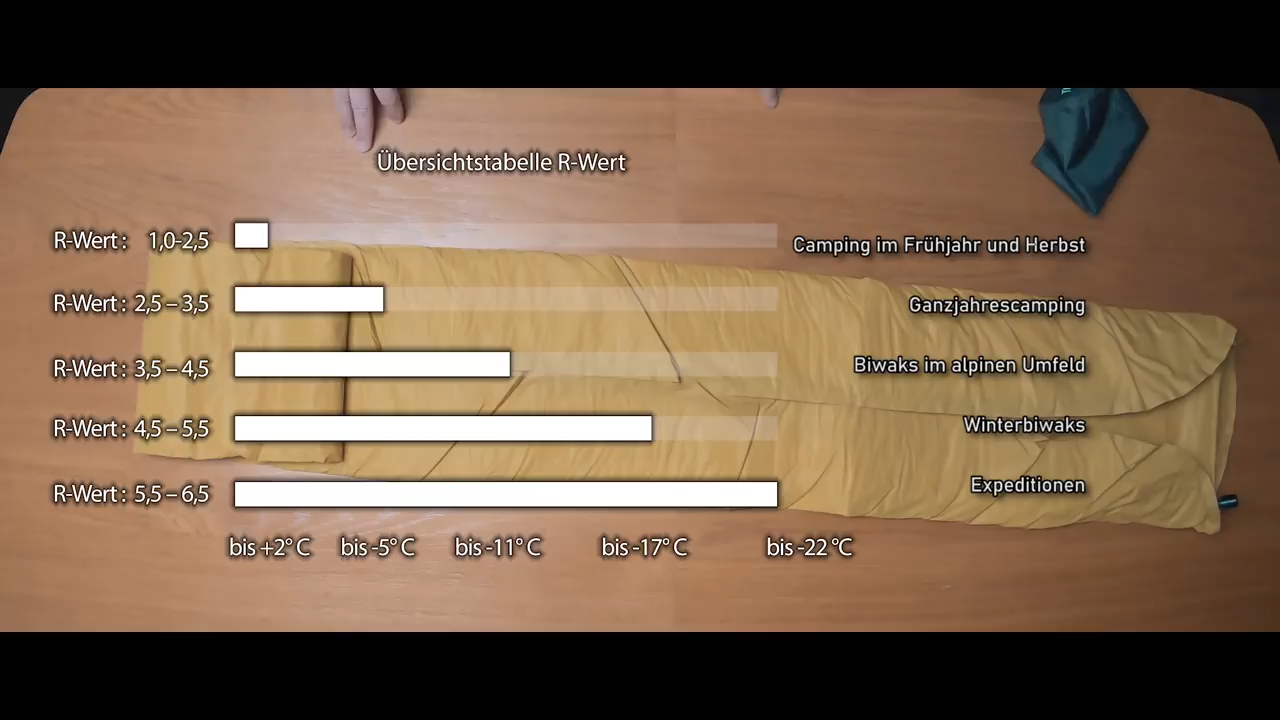 Übersichtstabelle R-Wert
R-Wert : 1,0-2,5 Camping im Frühjahr und Herbst
R-Wert : 2,5 – 3,5 Ganzjahrescamping
R-Wert : 3,5 – 4,5 Biwaks im alpinen Umfeld
R-Wert : 4,5 – 5,5 Winterbiwaks
R-Wert : 5,5 – 6,5 Expeditionen
bis +2° C bis -5° C bis -11° C bis -17° C bis -22 °C